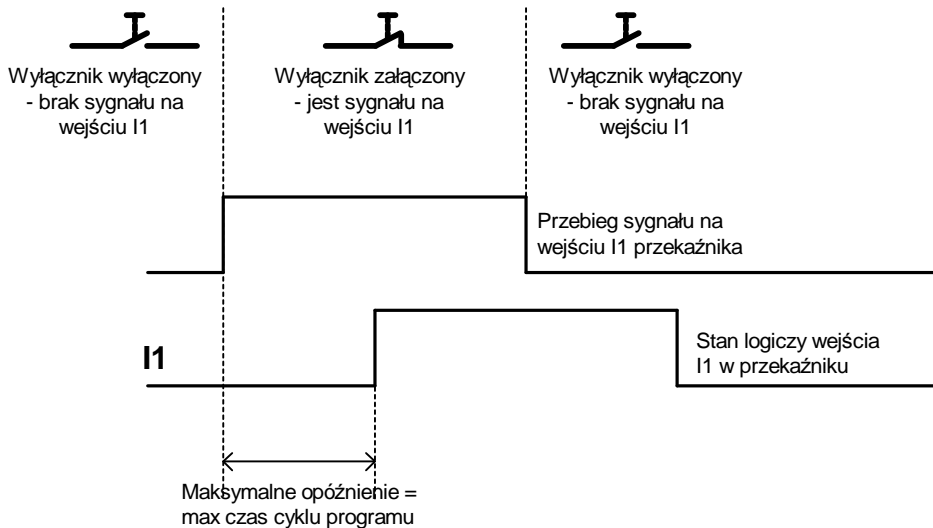 Wyłącznik wyłączony
- brak sygnału na
wejściu I1
Wyłącznik załączony
- jest sygnału na
wejściu I1
Wyłącznik wyłączony
- brak sygnału na
wejściu I1
Przebieg sygnału na
wejściu I1 przekaźnika
I1
Stan logiczy wejścia
I1 w przekaźniku
Maksymalne opóźnienie =
max czas cyklu programu